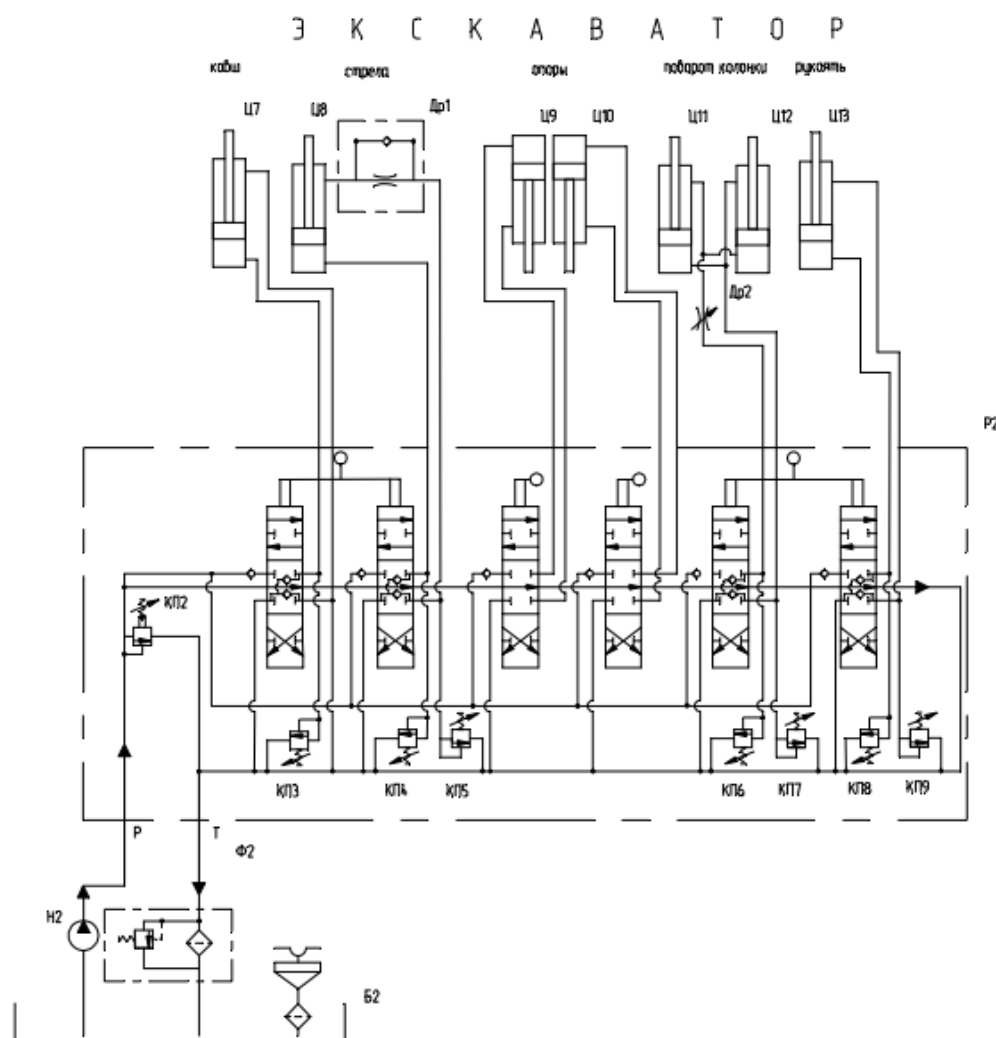 Э К С К А В А Т О Р
ковш стрела опоры поворот колонки рукоять
Ц7 Ц8 Др1 Ц9 Ц10 Ц11 Ц12 Ц13
Др2
Р2
КП2
КП3 КП4 КП5 КП6 КП7 КП8 КП9
Р Т
Ф2
Н2
Б2